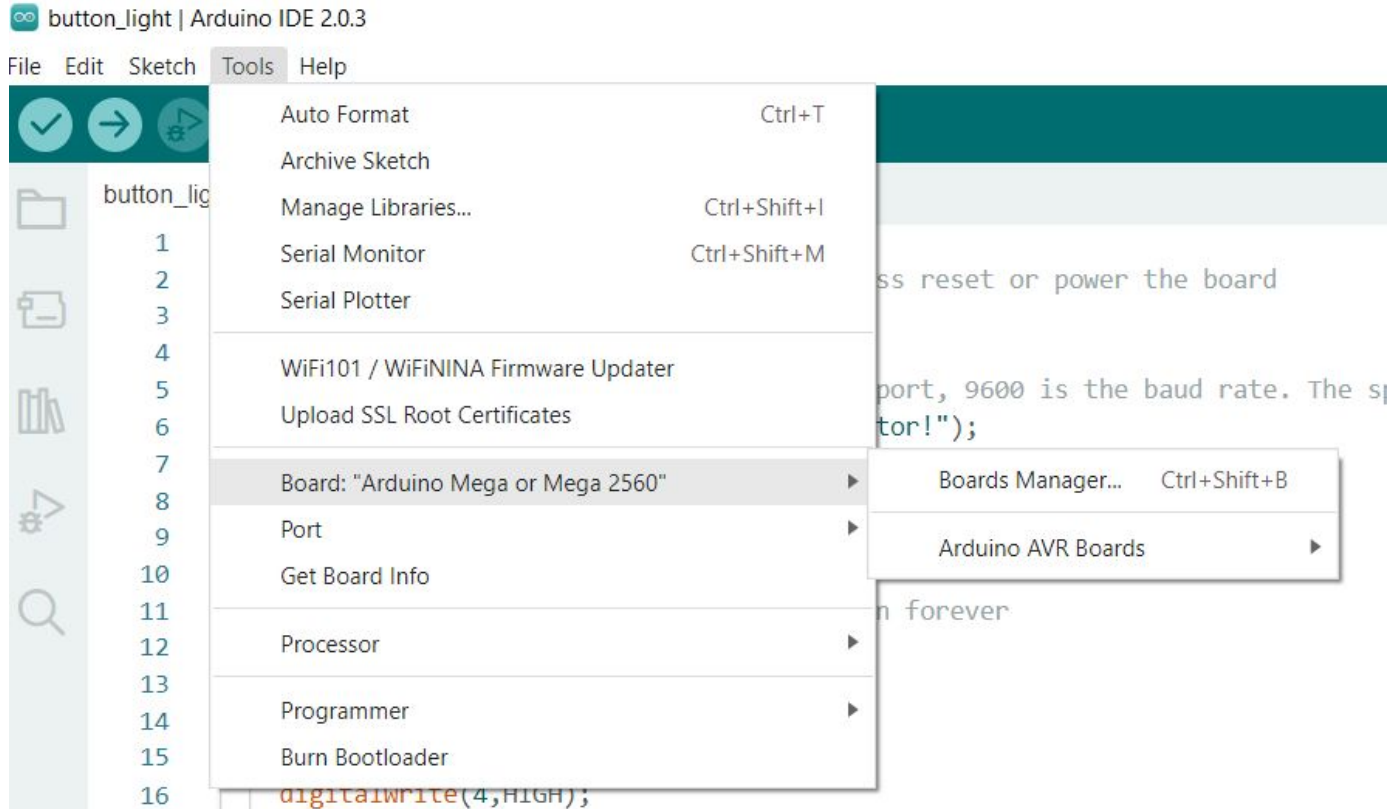 button_light | Arduino IDE 2.0.3
File Edit Sketch Tools Help
Auto Format Ctrl+T
Archive Sketch
button_lig
Manage Libraries... Ctrl+Shift+I
1
Serial Monitor Ctrl+Shift+M
2 ss reset or power the board
Serial Plotter
3
4
WiFi101 / WiFiNINA Firmware Updater
5 port, 9600 is the baud rate. The sp
Upload SSL Root Certificates
6 tor!");
7
Board: "Arduino Mega or Mega 2560" Boards Manager... Ctrl+Shift+B
8
Port
9
Arduino AVR Boards
10 Get Board Info
11 n forever
12 Processor
13
Programmer
14
15 Burn Bootloader
16 digitalWrite(4,HIGH);